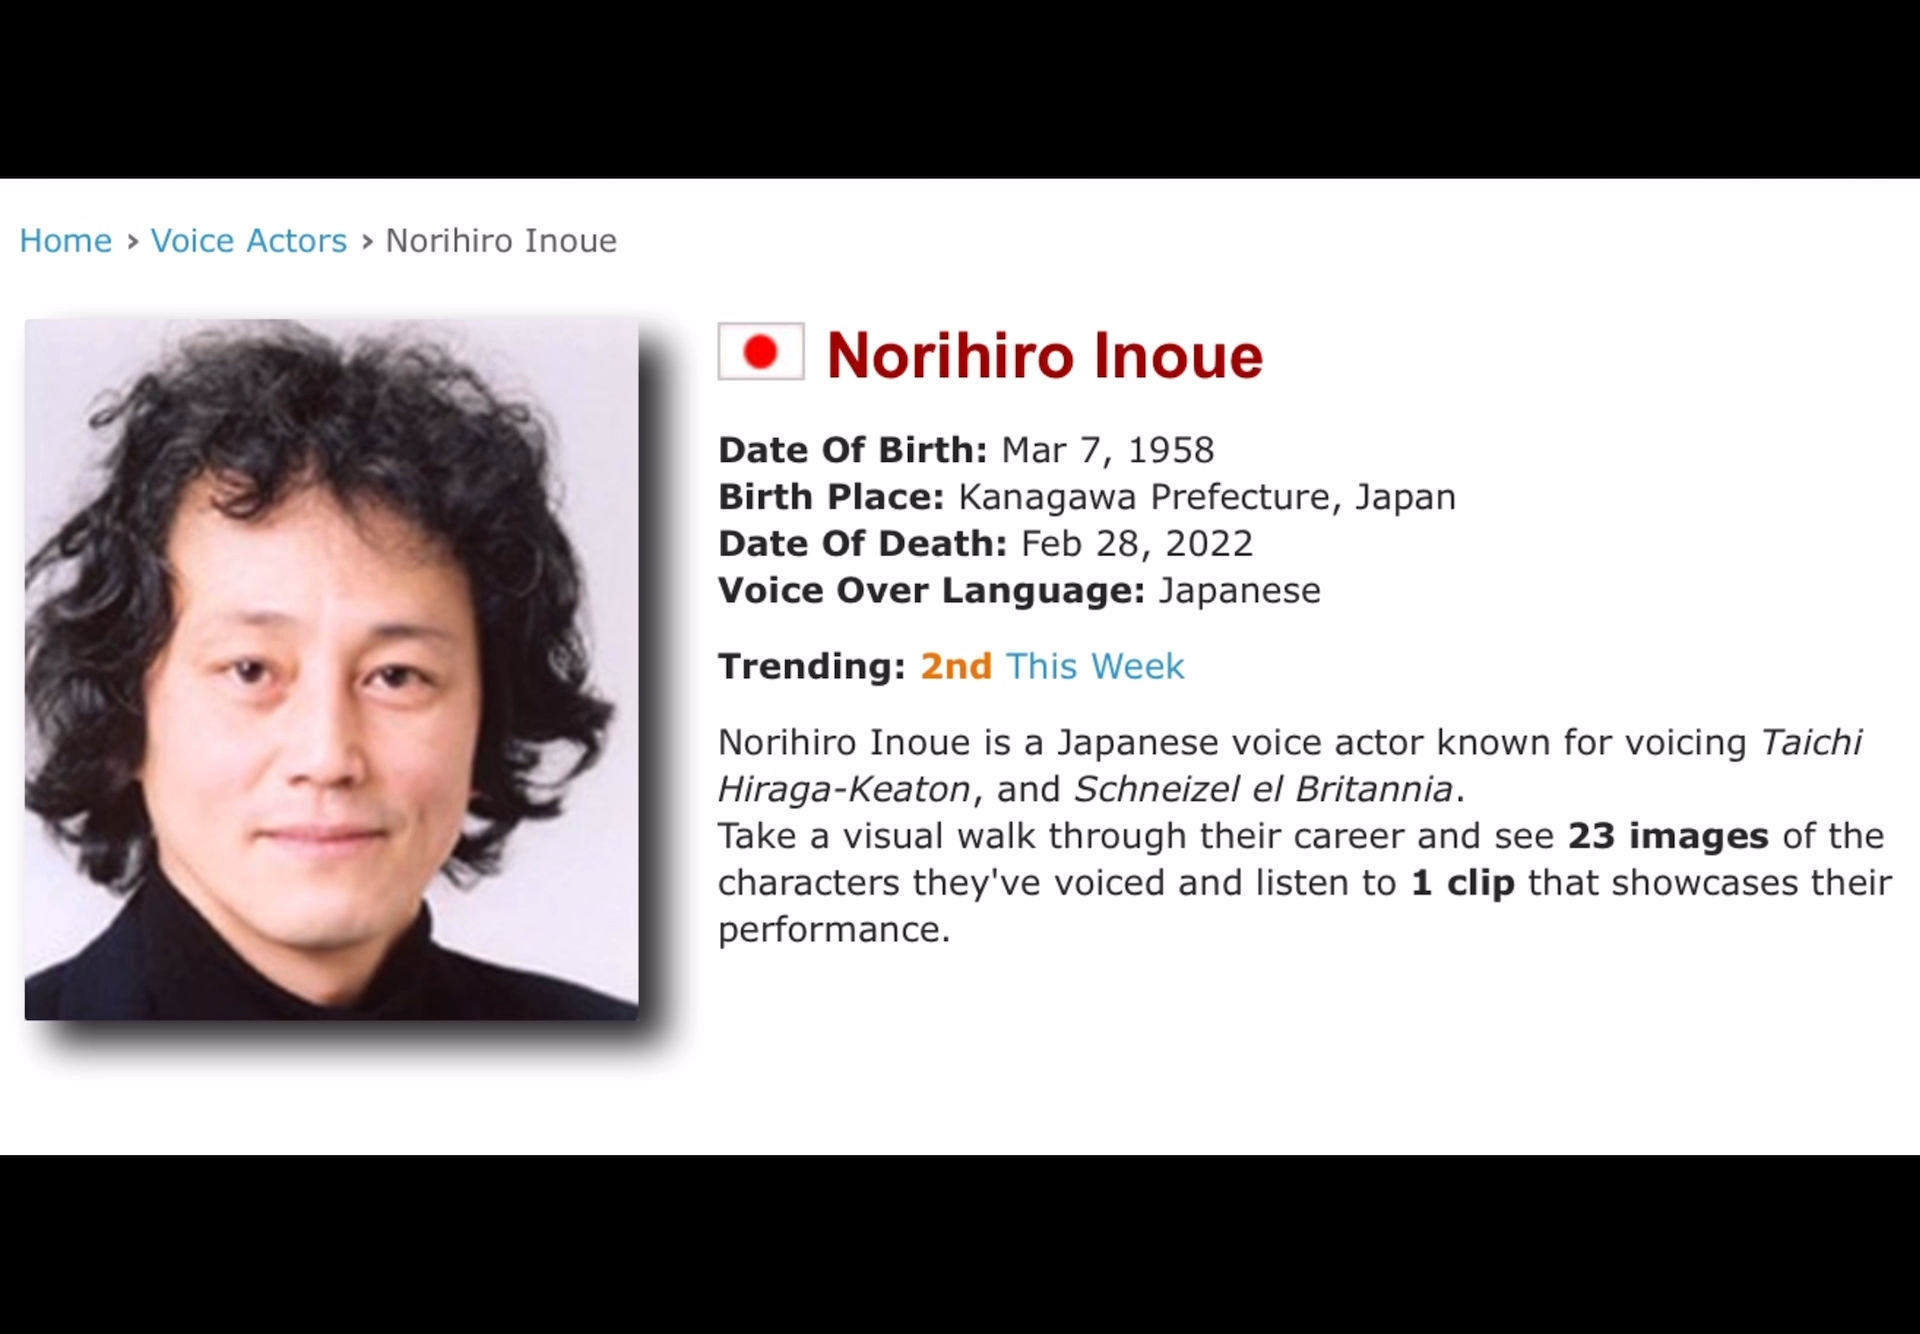 Home › Voice Actors › Norihiro Inoue
Norihiro Inoue
Date Of Birth: Mar 7, 1958
Birth Place: Kanagawa Prefecture, Japan
Date Of Death: Feb 28, 2022
Voice Over Language: Japanese
Trending: 2nd This Week
Norihiro Inoue is a Japanese voice actor known for voicing Taichi
Hiraga-Keaton, and Schneizel el Britannia.
Take a visual walk through their career and see 23 images of the
characters they've voiced and listen to 1 clip that showcases their
performance.